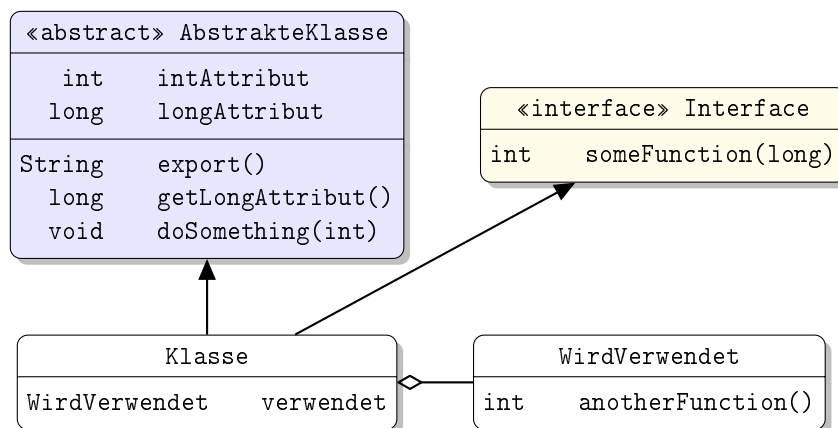 «abstract» AbstrakteKlasse
int intAttribut
long longAttribut
String export()
long getLongAttribut()
void doSomething(int)
«interface» Interface
int someFunction(long)
Klasse
WirdVerwendet verwendet
WirdVerwendet
int anotherFunction()